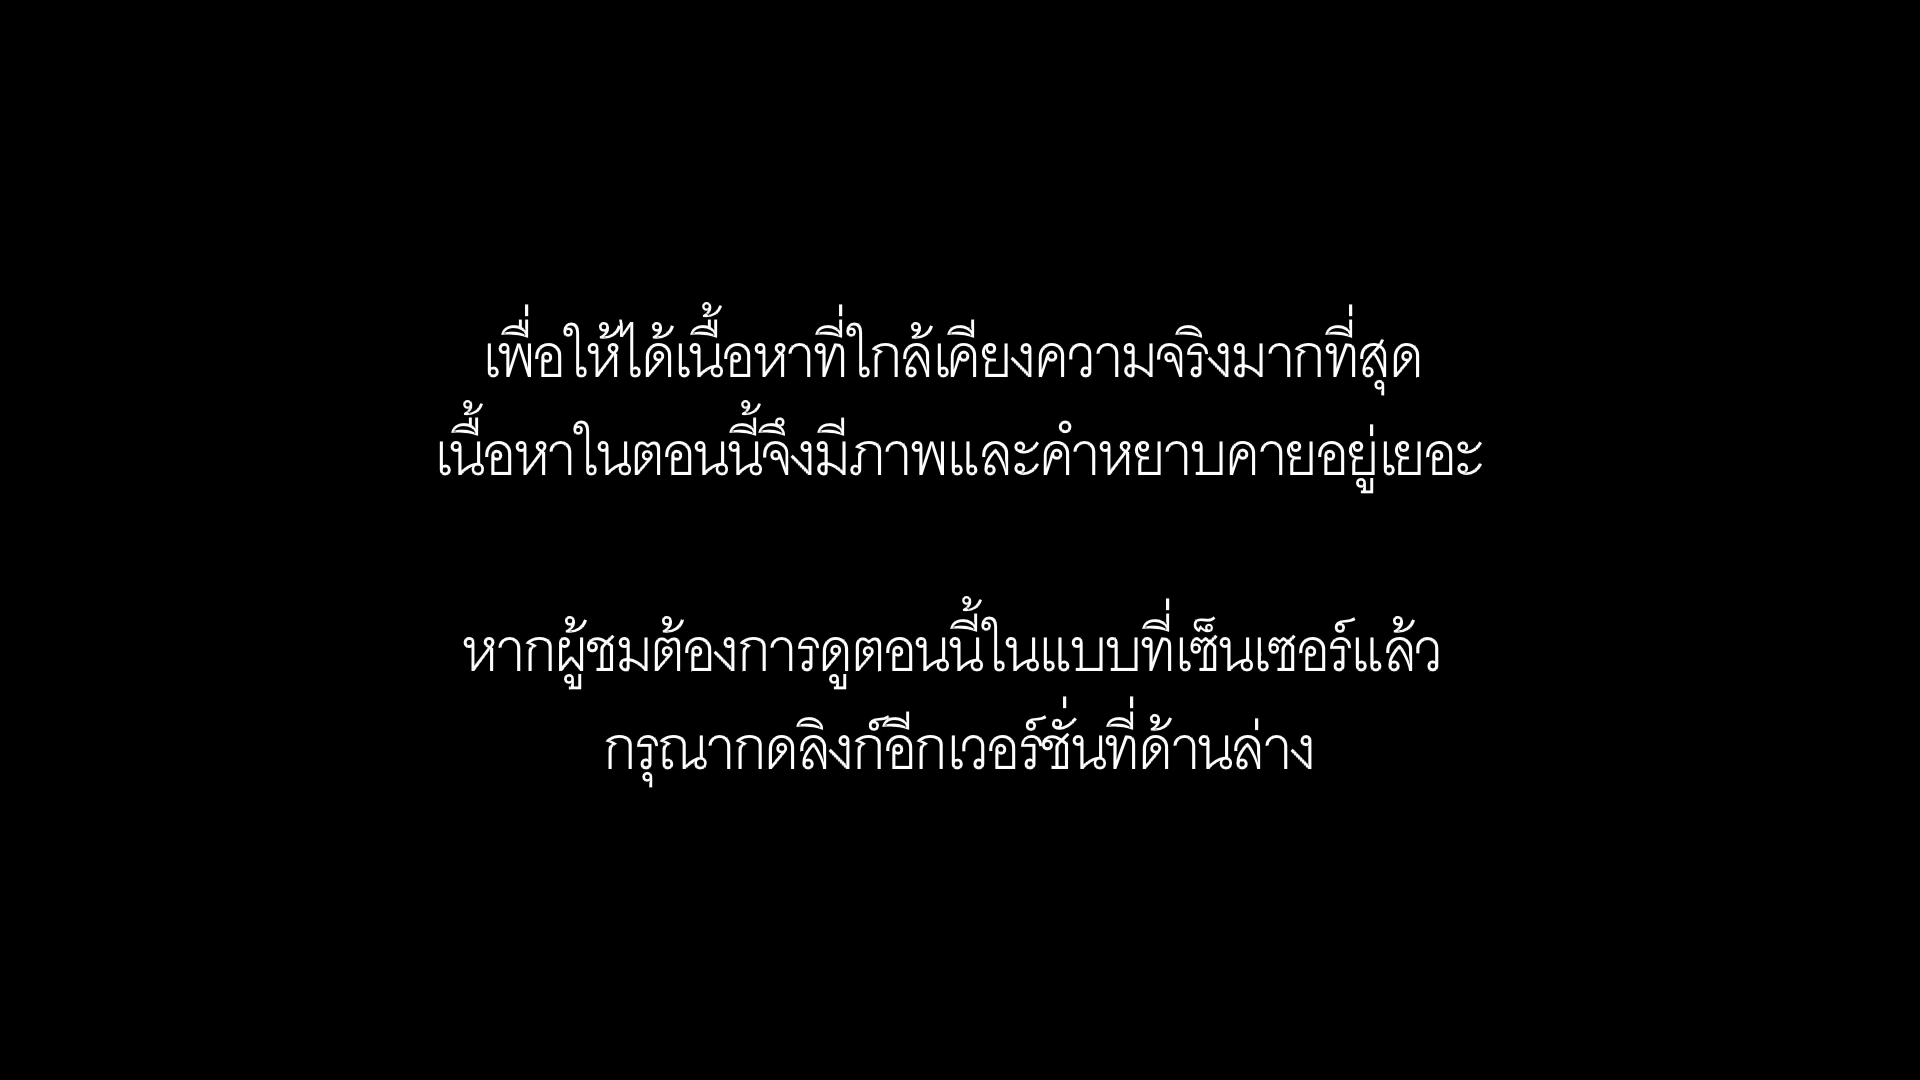 เพื่อให้ได้เนื้อหาที่ใกล้เคียงความจริงมากที่สุด
เนื้อหาในตอนนี้จึงมีภาพและคำหยาบคายอยู่เยอะ
หากผู้ชมต้องการดูตอนนี้ในแบบที่เซ็นเซอร์แล้ว
กรุณากดลิงก์อีกเวอร์ชั่นที่ด้านล่าง